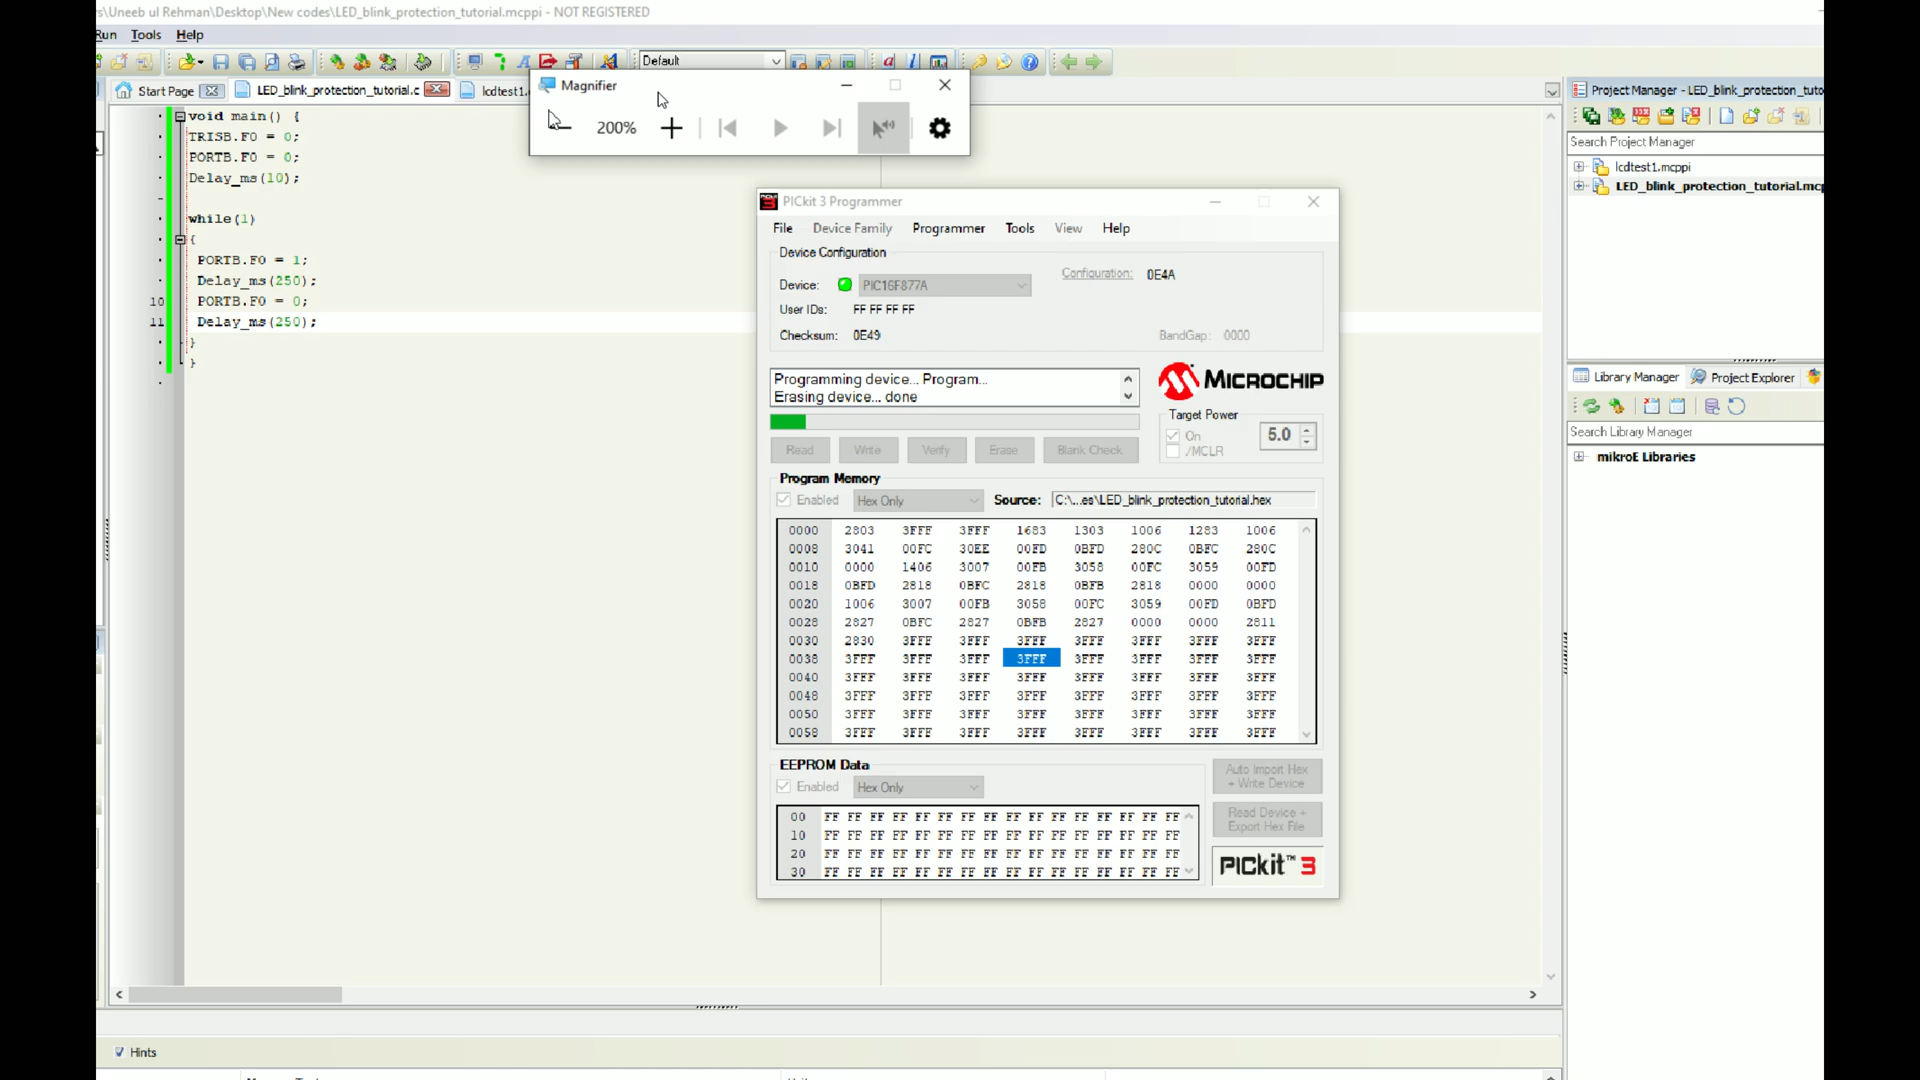 s\Uneeb ul Rehman\Desktop\New codes\LED_blink_protection_tutorial.mcppi - NOT REGISTERED
Run Tools Help
Default
Start Page LED_blink_protection_tutorial.c lcdtest1.
void main() {
TRISB.F0 = 0;
PORTB.F0 = 0;
Delay_ms(10);
while(1)
{
PORTB.F0 = 1;
Delay_ms(250);
10 PORTB.F0 = 0;
11 Delay_ms(250);
}
}
Magnifier
200%
PICkit 3 Programmer
File Device Family Programmer Tools View Help
Device Configuration
Device: PIC16F877A Configuration: 0E4A
User IDs: FF FF FF FF
Checksum: 0E49 BandGap: 0000
Programming device... Program...
Erasing device... done
MICROCHIP
Target Power
On
/MCLR
5.0
Read Write Verify Erase Blank Check
Program Memory
Enabled Hex Only Source: C:\...es\LED_blink_protection_tutorial.hex
0000 2803 3FFF 3FFF 1683 1303 1006 1283 1006
0008 3041 00FC 30EE 00FD 0BFD 280C 0BFC 280C
0010 0000 1406 3007 00FB 3058 00FC 3059 00FD
0018 0BFD 2818 0BFC 2818 0BFB 2818 0000 0000
0020 1006 3007 00FB 3058 00FC 3059 00FD 0BFD
0028 2827 0BFC 2827 0BFB 2827 0000 0000 2811
0030 2830 3FFF 3FFF 3FFF 3FFF 3FFF 3FFF 3FFF
0038 3FFF 3FFF 3FFF 3FFF 3FFF 3FFF 3FFF 3FFF
0040 3FFF 3FFF 3FFF 3FFF 3FFF 3FFF 3FFF 3FFF
0048 3FFF 3FFF 3FFF 3FFF 3FFF 3FFF 3FFF 3FFF
0050 3FFF 3FFF 3FFF 3FFF 3FFF 3FFF 3FFF 3FFF
0058 3FFF 3FFF 3FFF 3FFF 3FFF 3FFF 3FFF 3FFF
EEPROM Data
Enabled Hex Only
00 FF FF FF FF FF FF FF FF FF FF FF FF FF FF FF FF
10 FF FF FF FF FF FF FF FF FF FF FF FF FF FF FF FF
20 FF FF FF FF FF FF FF FF FF FF FF FF FF FF FF FF
30 FF FF FF FF FF FF FF FF FF FF FF FF FF FF FF FF
Auto Import Hex
+ Write Device
Read Device +
Export Hex File
PICkit™ 3
Project Manager - LED_blink_protection_tuto
Search Project Manager
lcdtest1.mcppi
LED_blink_protection_tutorial.mcp
Library Manager Project Explorer
Search Library Manager
mikroE Libraries
Hints